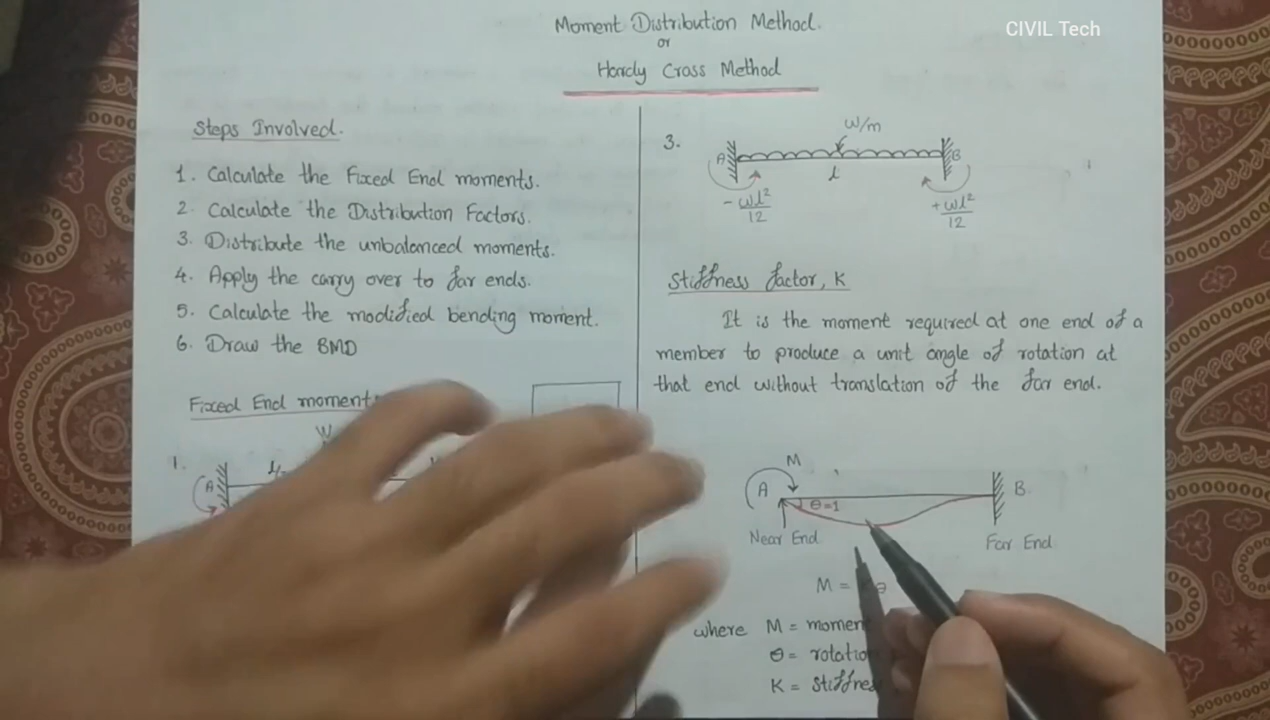 CIVIL Tech
Moment Distribution Method.
or
Hardy Cross Method
Steps Involved.
1. Calculate the Fixed End moments.
2. Calculate the Distribution Factors.
3. Distribute the unbalanced moments.
4. Apply the carry over to far ends.
5. Calculate the modified bending moment.
6. Draw the BMD
Fixed End moment
W
1.
A
3.
W/m
A
B
l
- wl²/12
+ wl²/12
Stiffness factor, K
It is the moment required at one end of a
member to produce a unit angle of rotation at
that end without translation of the far end.
M
A
θ=1
B
Near End
Far End
M =
θ
where M = moment
θ = rotation
K = Stiffness